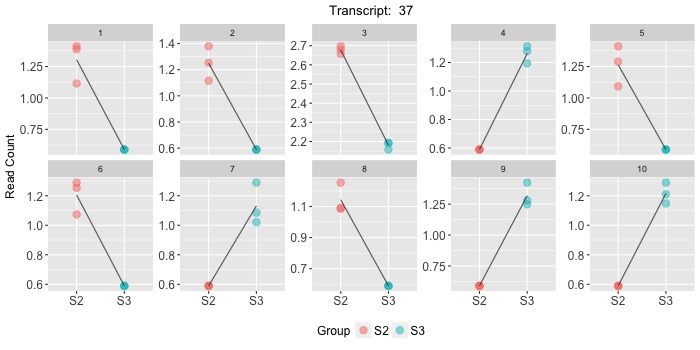 Transcript: 37
Read Count
1 2 3 4 5
1.25 1.00 0.75
1.4 1.2 1.0 0.8 0.6
2.7 2.6 2.5 2.4 2.3 2.2
1.2 1.0 0.8 0.6
1.25 1.00 0.75
6 7 8 9 10
1.2 1.0 0.8 0.6
1.2 1.0 0.8 0.6
1.1 0.9 0.7
1.25 1.00 0.75
1.2 1.0 0.8 0.6
S2 S3 S2 S3 S2 S3 S2 S3 S2 S3
Group S2 S3